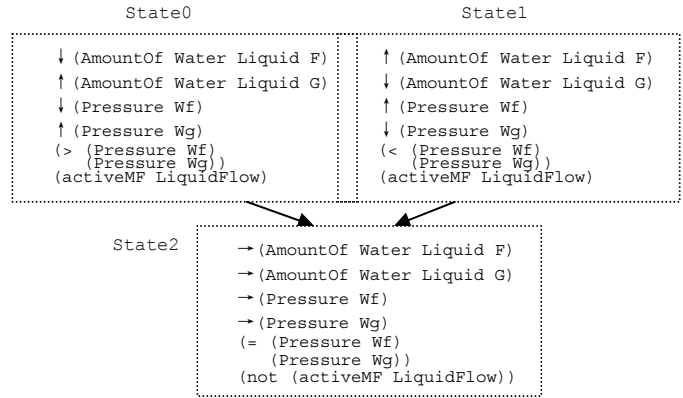 State0
↓ (AmountOf Water Liquid F)
↑ (AmountOf Water Liquid G)
↓ (Pressure Wf)
↑ (Pressure Wg)
(> (Pressure Wf)
(Pressure Wg))
(activeMF LiquidFlow)
State1
↑ (AmountOf Water Liquid F)
↓ (AmountOf Water Liquid G)
↑ (Pressure Wf)
↓ (Pressure Wg)
(< (Pressure Wf)
(Pressure Wg))
(activeMF LiquidFlow)
State2
→ (AmountOf Water Liquid F)
→ (AmountOf Water Liquid G)
→ (Pressure Wf)
→ (Pressure Wg)
(= (Pressure Wf)
(Pressure Wg))
(not (activeMF LiquidFlow))